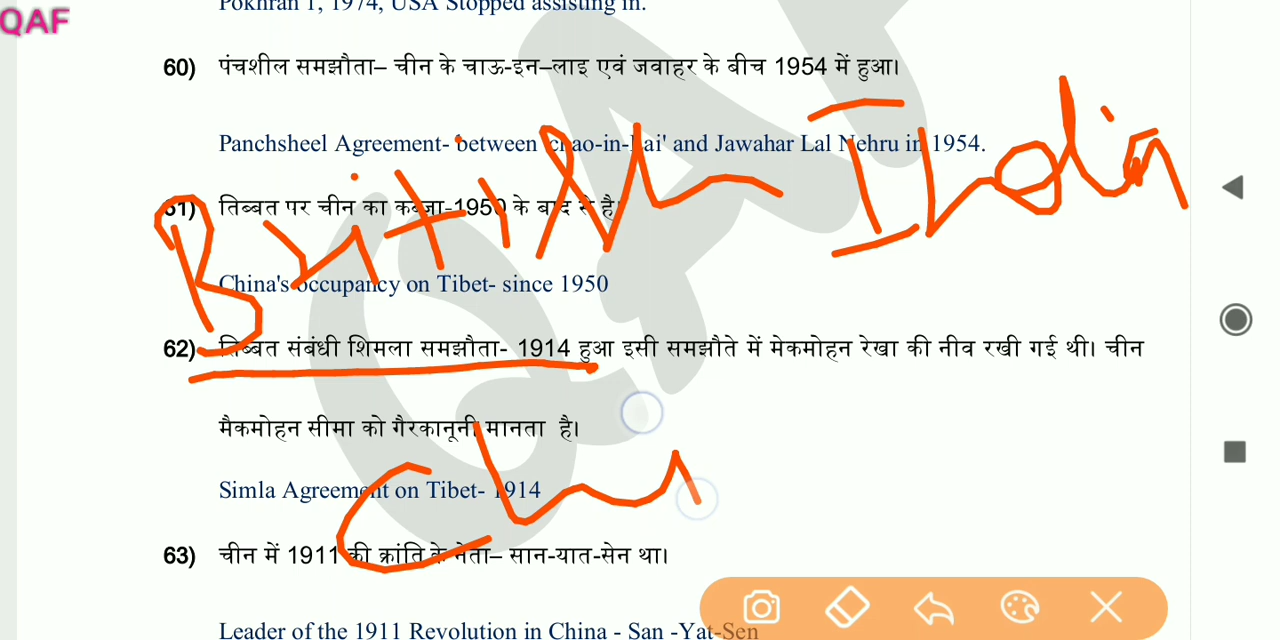 Pokhran 1, 1974, USA Stopped assisting in.
QAF
60) पंचशील समझौता– चीन के चाऊ-इन–लाइ एवं जवाहर के बीच 1954 में हुआ।
Panchsheel Agreement- between 'chao-in-Lai' and Jawahar Lal Nehru in 1954.
61) तिब्बत पर चीन का कब्जा-1950 के बाद से है।
British India
China's occupancy on Tibet- since 1950
62) तिब्बत संबंधी शिमला समझौता- 1914 हुआ इसी समझौते में मेकमोहन रेखा की नीव रखी गई थी। चीन
मैकमोहन सीमा को गैरकानूनी मानता है।
Simla Agreement on Tibet- 1914
63) चीन में 1911 की क्रांति के नेता– सान-यात-सेन था।
Leader of the 1911 Revolution in China - San -Yat-Sen